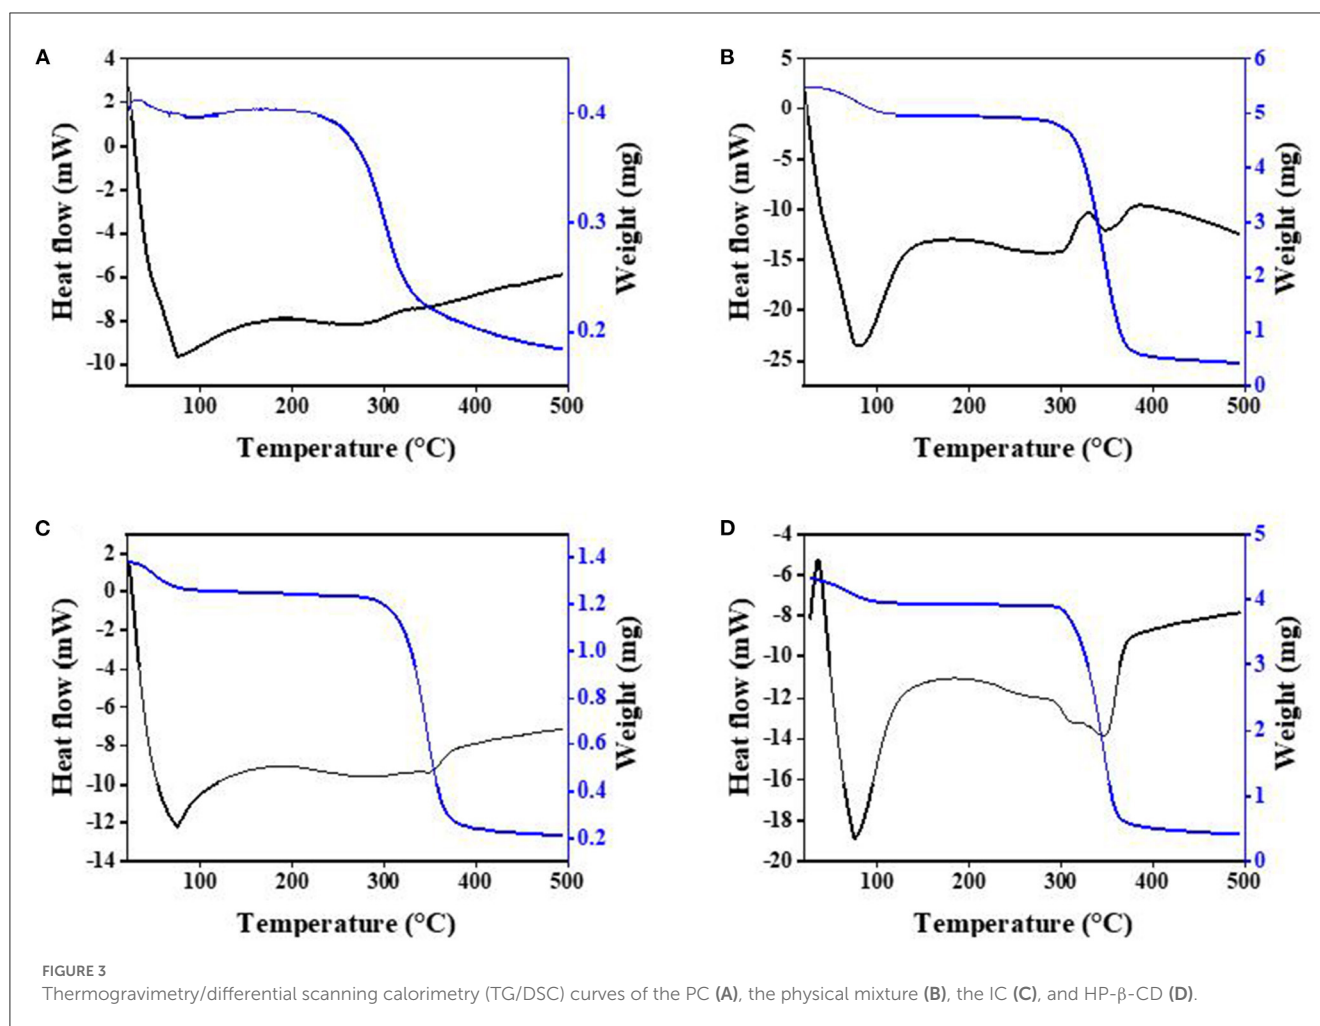 A
4
2
0
-2
-4
-6
-8
-10
Heat flow (mW)
0.4
0.3
0.2
Weight (mg)
100 200 300 400 500
Temperature (°C)
B
5
0
-5
-10
-15
-20
-25
Heat flow (mW)
6
5
4
3
2
1
0
Weight (mg)
100 200 300 400 500
Temperature (°C)
C
2
0
-2
-4
-6
-8
-10
-12
-14
Heat flow (mW)
1.4
1.2
1.0
0.8
0.6
0.4
0.2
Weight (mg)
100 200 300 400 500
Temperature (°C)
D
-4
-6
-8
-10
-12
-14
-16
-18
-20
Heat flow (mW)
5
4
3
2
1
0
Weight (mg)
100 200 300 400 500
Temperature (°C)
FIGURE 3
Thermogravimetry/differential scanning calorimetry (TG/DSC) curves of the PC (A), the physical mixture (B), the IC (C), and HP-β-CD (D).